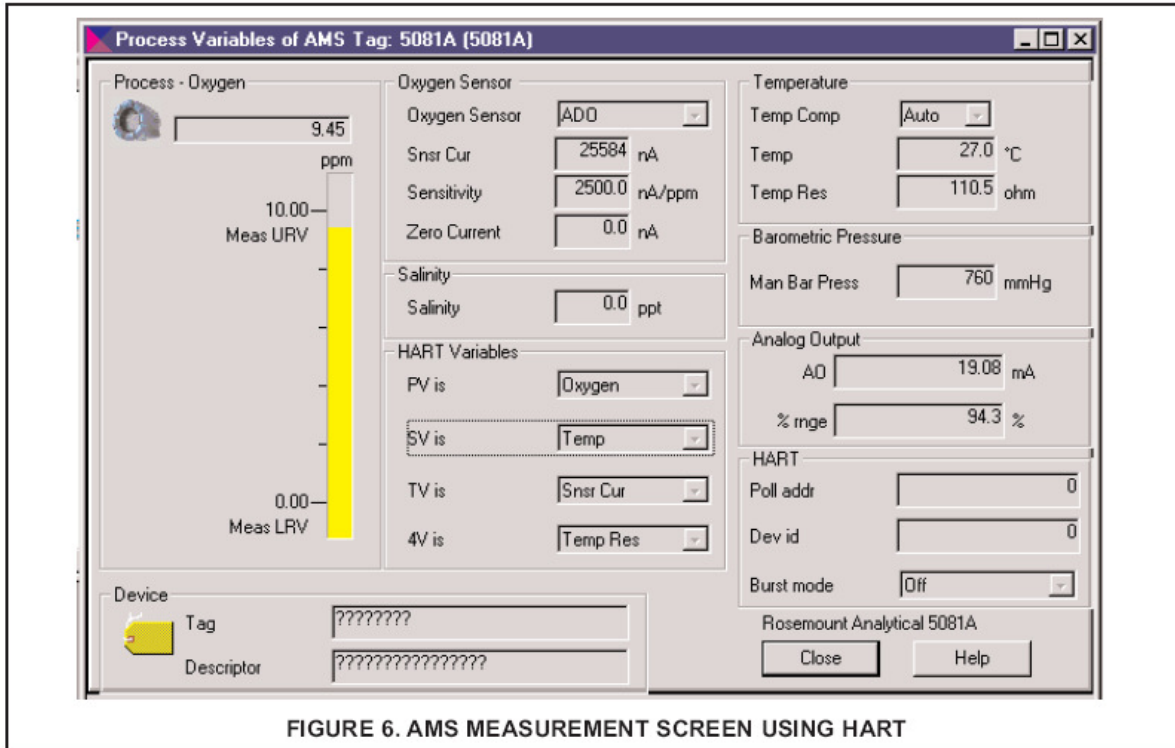 Process Variables of AMS Tag: 5081A (5081A)
Process - Oxygen
9.45
ppm
10.00
Meas URV
0.00
Meas LRV
Oxygen Sensor
Oxygen Sensor ADO
Snsr Cur 25584 nA
Sensitivity 2500.0 nA/ppm
Zero Current 0.0 nA
Salinity
Salinity 0.0 ppt
HART Variables
PV is Oxygen
SV is Temp
TV is Snsr Cur
4V is Temp Res
Temperature
Temp Comp Auto
Temp 27.0 °C
Temp Res 110.5 ohm
Barometric Pressure
Man Bar Press 760 mmHg
Analog Output
AO 19.08 mA
% rnge 94.3 %
HART
Poll addr 0
Dev id 0
Burst mode Off
Device
Tag ????????
Descriptor ????????????????
Rosemount Analytical 5081A
Close Help
FIGURE 6. AMS MEASUREMENT SCREEN USING HART